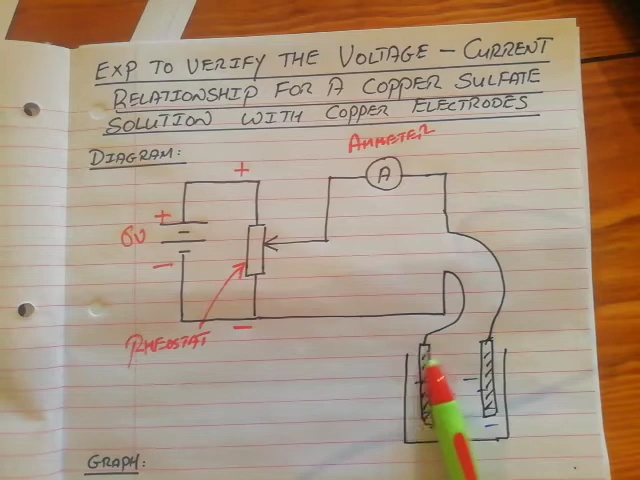 EXP TO VERIFY THE VOLTAGE – CURRENT
RELATIONSHIP FOR A COPPER SULFATE
SOLUTION WITH COPPER ELECTRODES
DIAGRAM:
AMMETER
+
A
+
6V
–
RHEOSTAT
–
GRAPH: